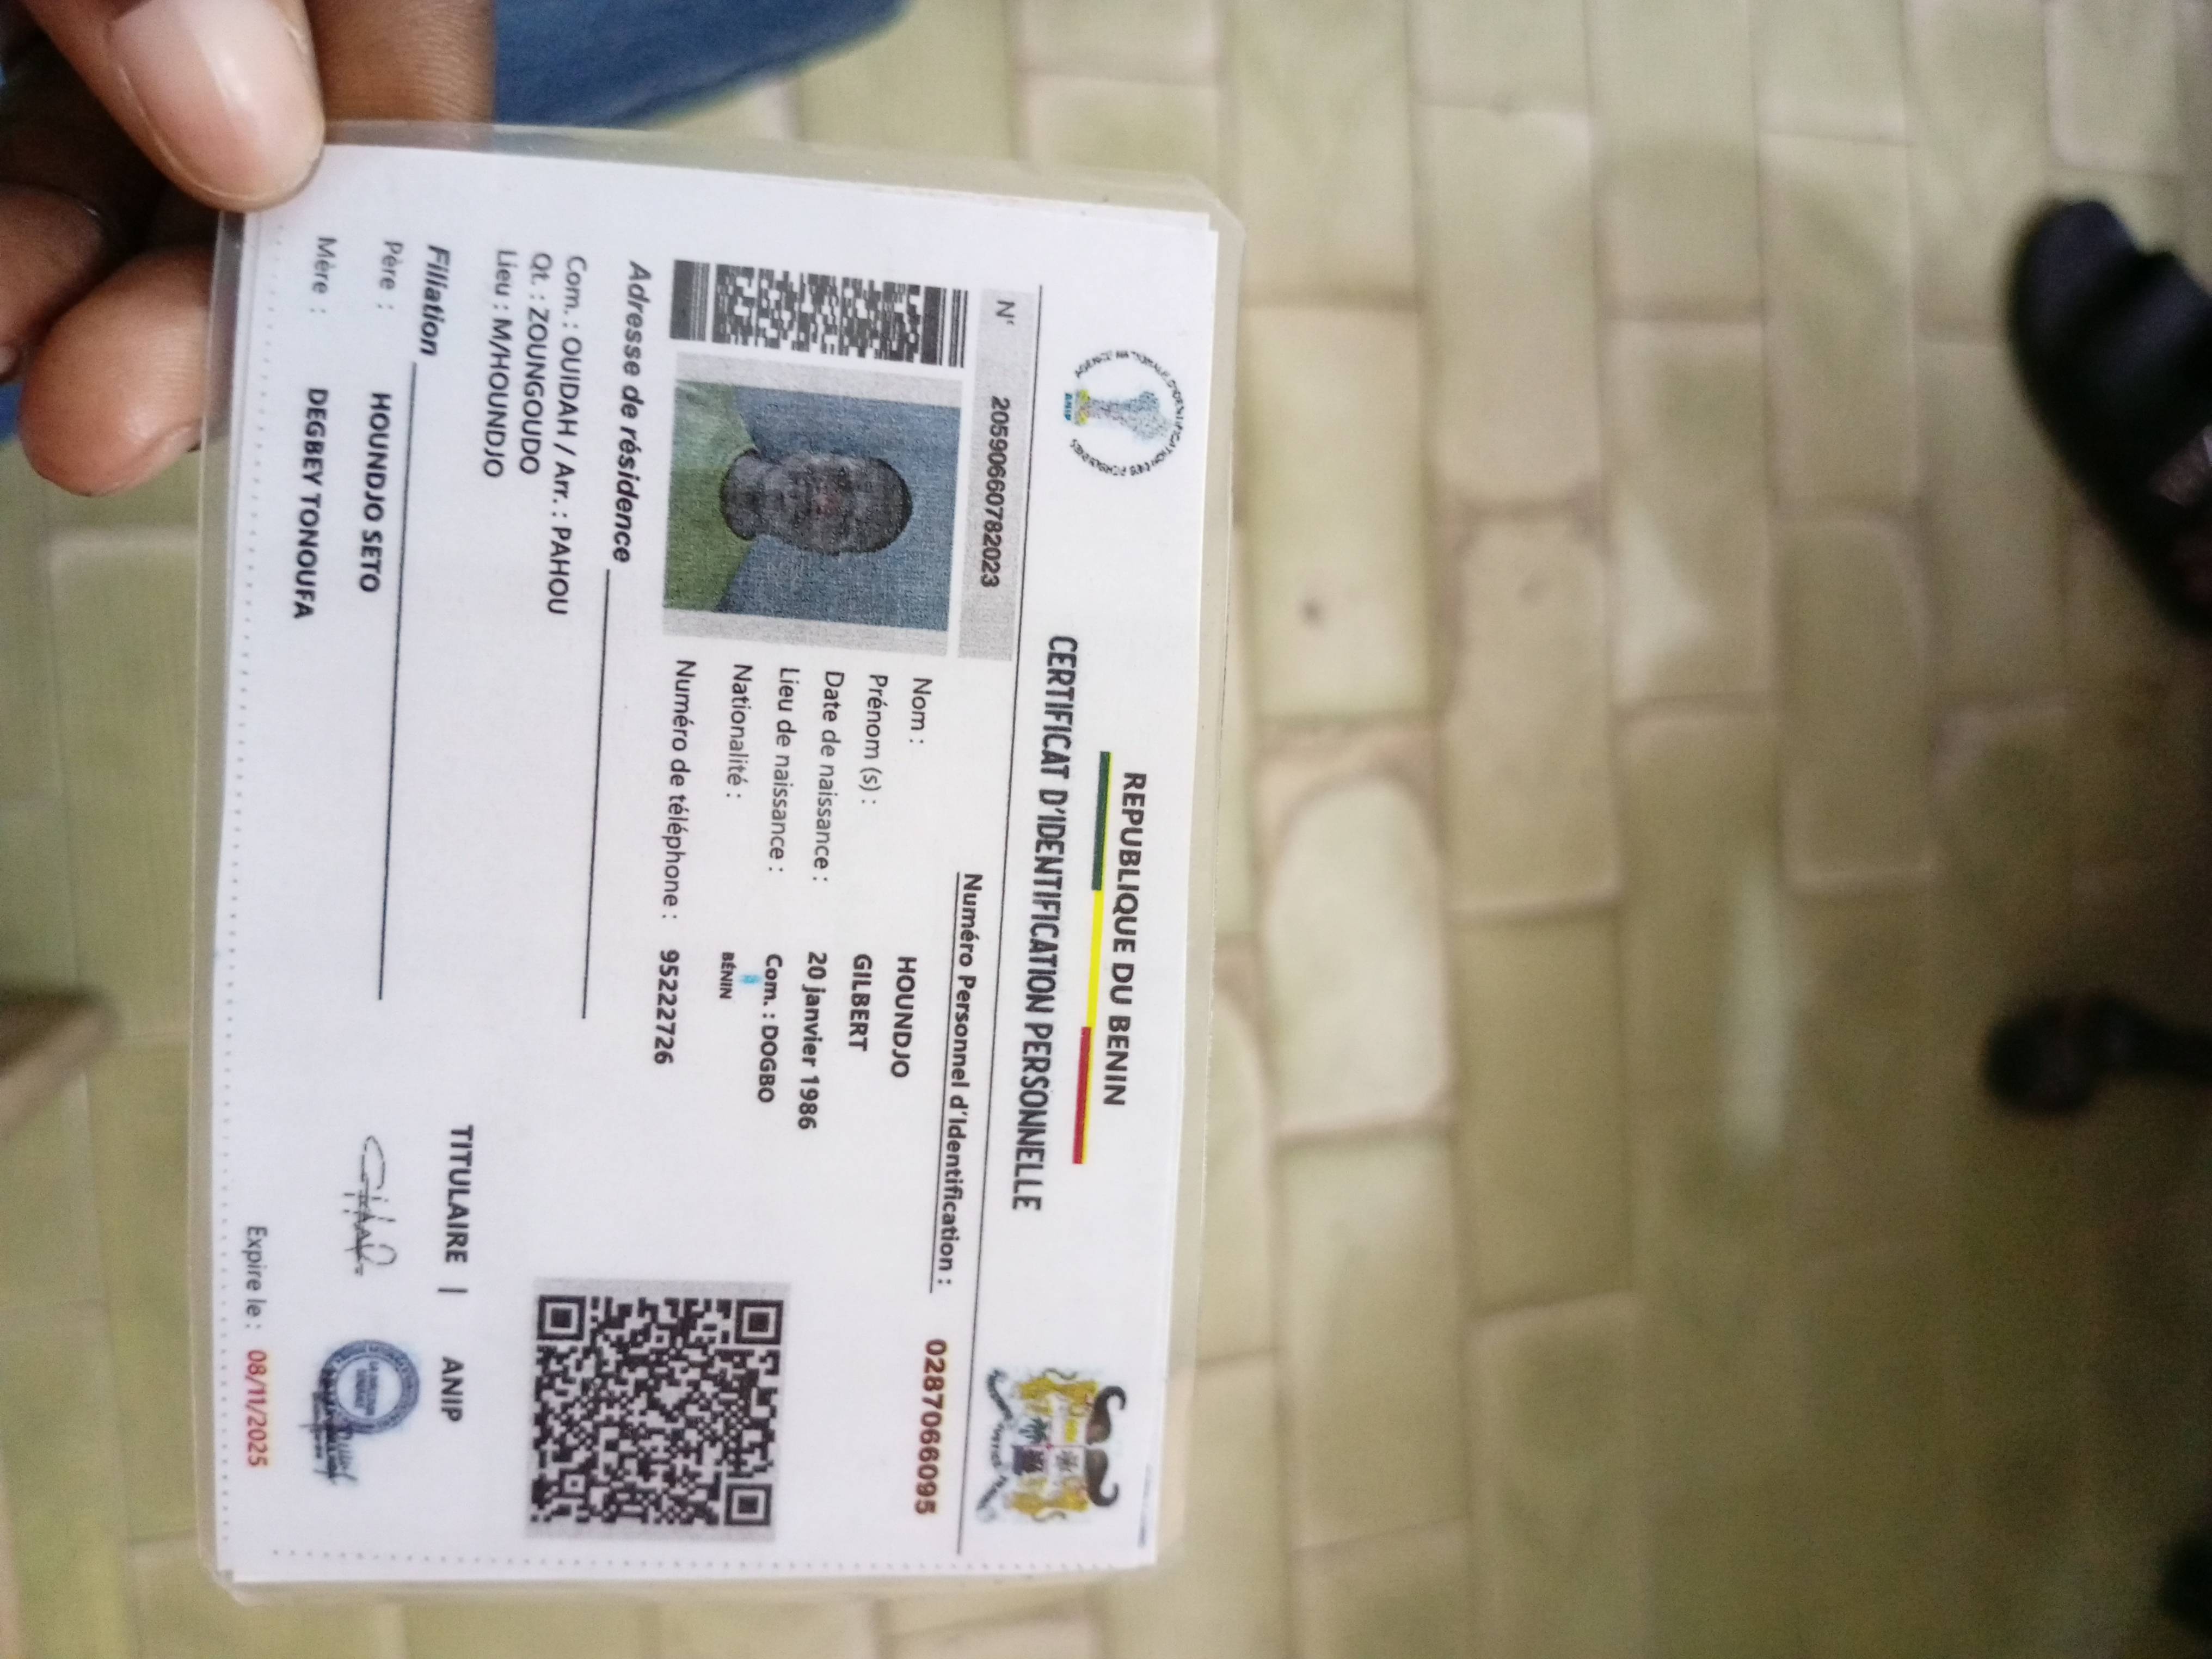 REPUBLIQUE DU BENIN
CERTIFICAT D'IDENTIFICATION PERSONNELLE
AGENCE NATIONALE D'IDENTIFICATION DES PERSONNES
ANIP
N° 2059066078202​3
Numéro Personnel d'Identification : 0287066095
Nom : HOUNDJO
Prénom (s) : GILBERT
Date de naissance : 20 janvier 1986
Lieu de naissance : Com. : DOGBO
Nationalité : BÉNIN
Numéro de téléphone : 95222726
Adresse de résidence
Com. : OUIDAH / Arr. : PAHOU
Qt. : ZOUNGOUDO
Lieu : M/HOUNDJO
Filiation
Père : HOUNDJO SETO
Mère : DEGBEY TONOUFA
TITULAIRE | ANIP
Expire le : 08/11/2025